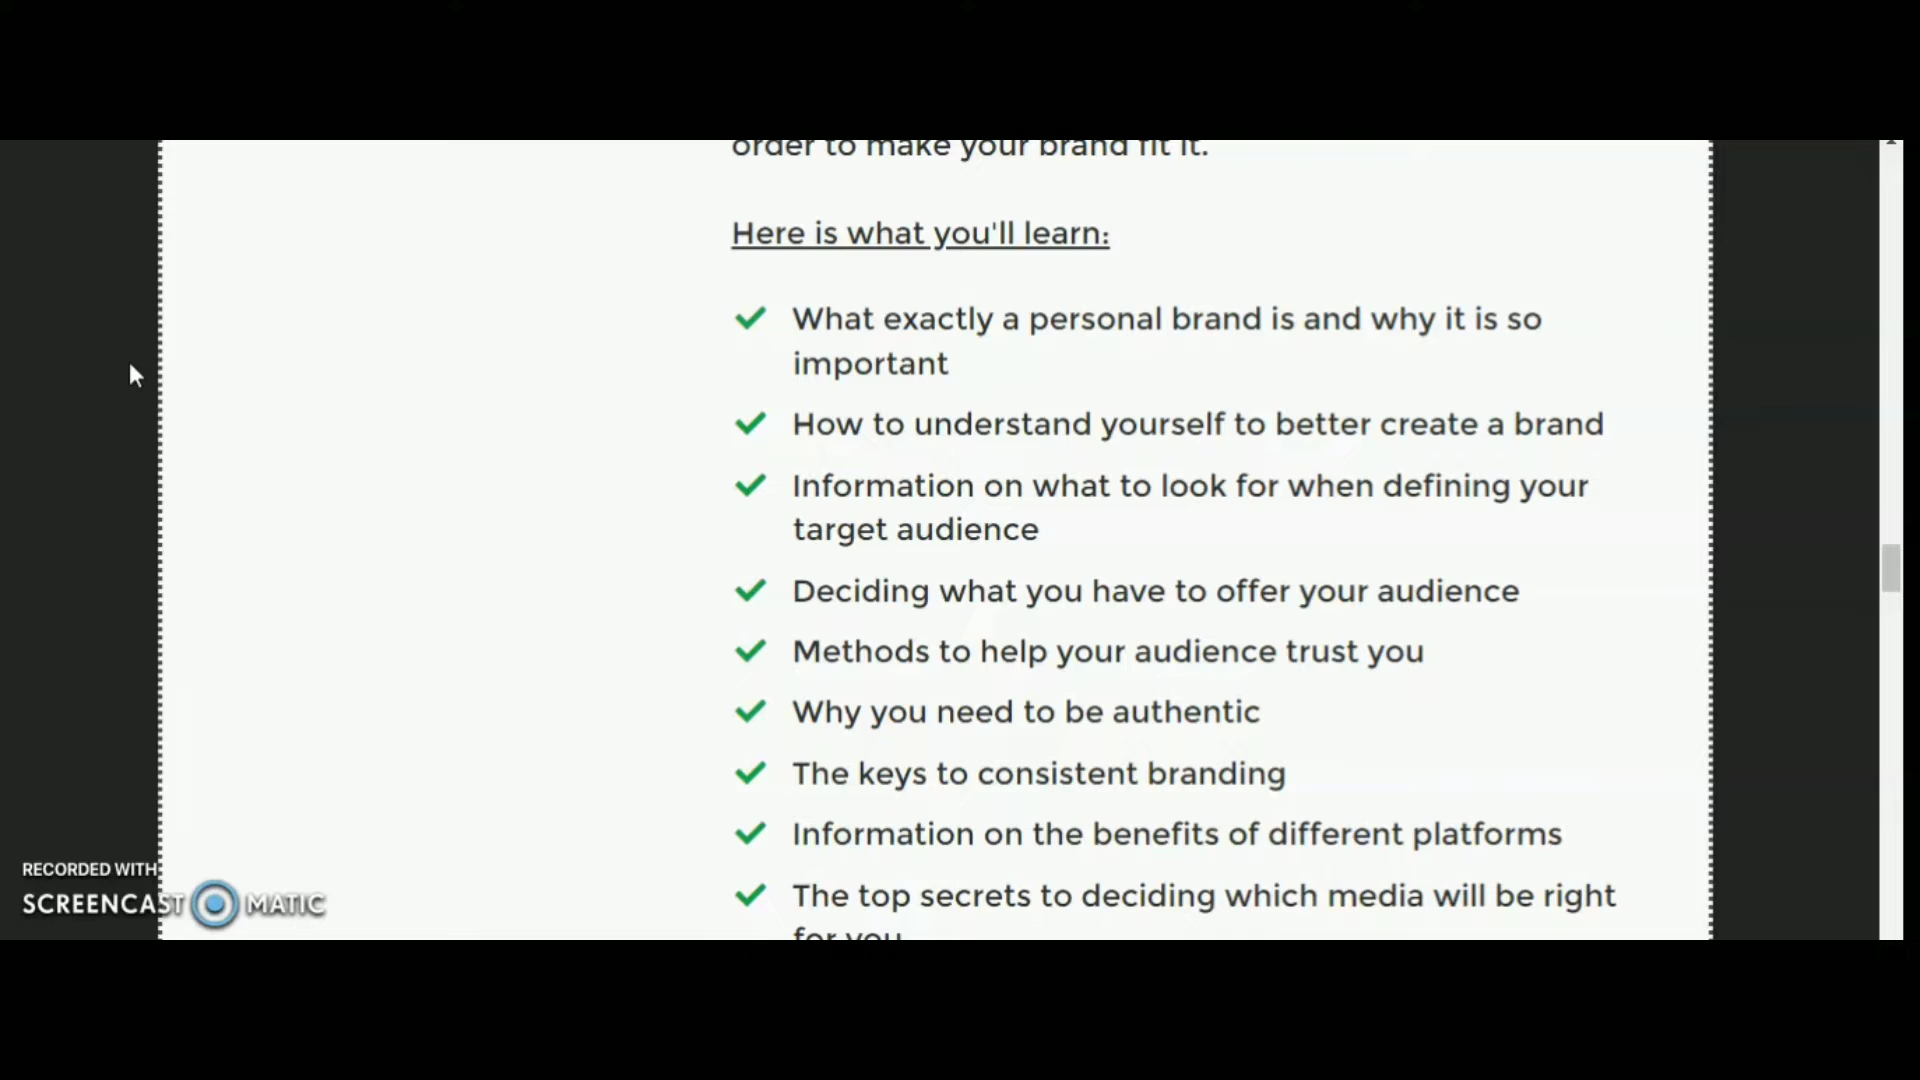 order to make your brand fit it.
Here is what you'll learn:
What exactly a personal brand is and why it is so
important
How to understand yourself to better create a brand
Information on what to look for when defining your
target audience
Deciding what you have to offer your audience
Methods to help your audience trust you
Why you need to be authentic
The keys to consistent branding
Information on the benefits of different platforms
The top secrets to deciding which media will be right
for you
RECORDED WITH
SCREENCAST MATIC